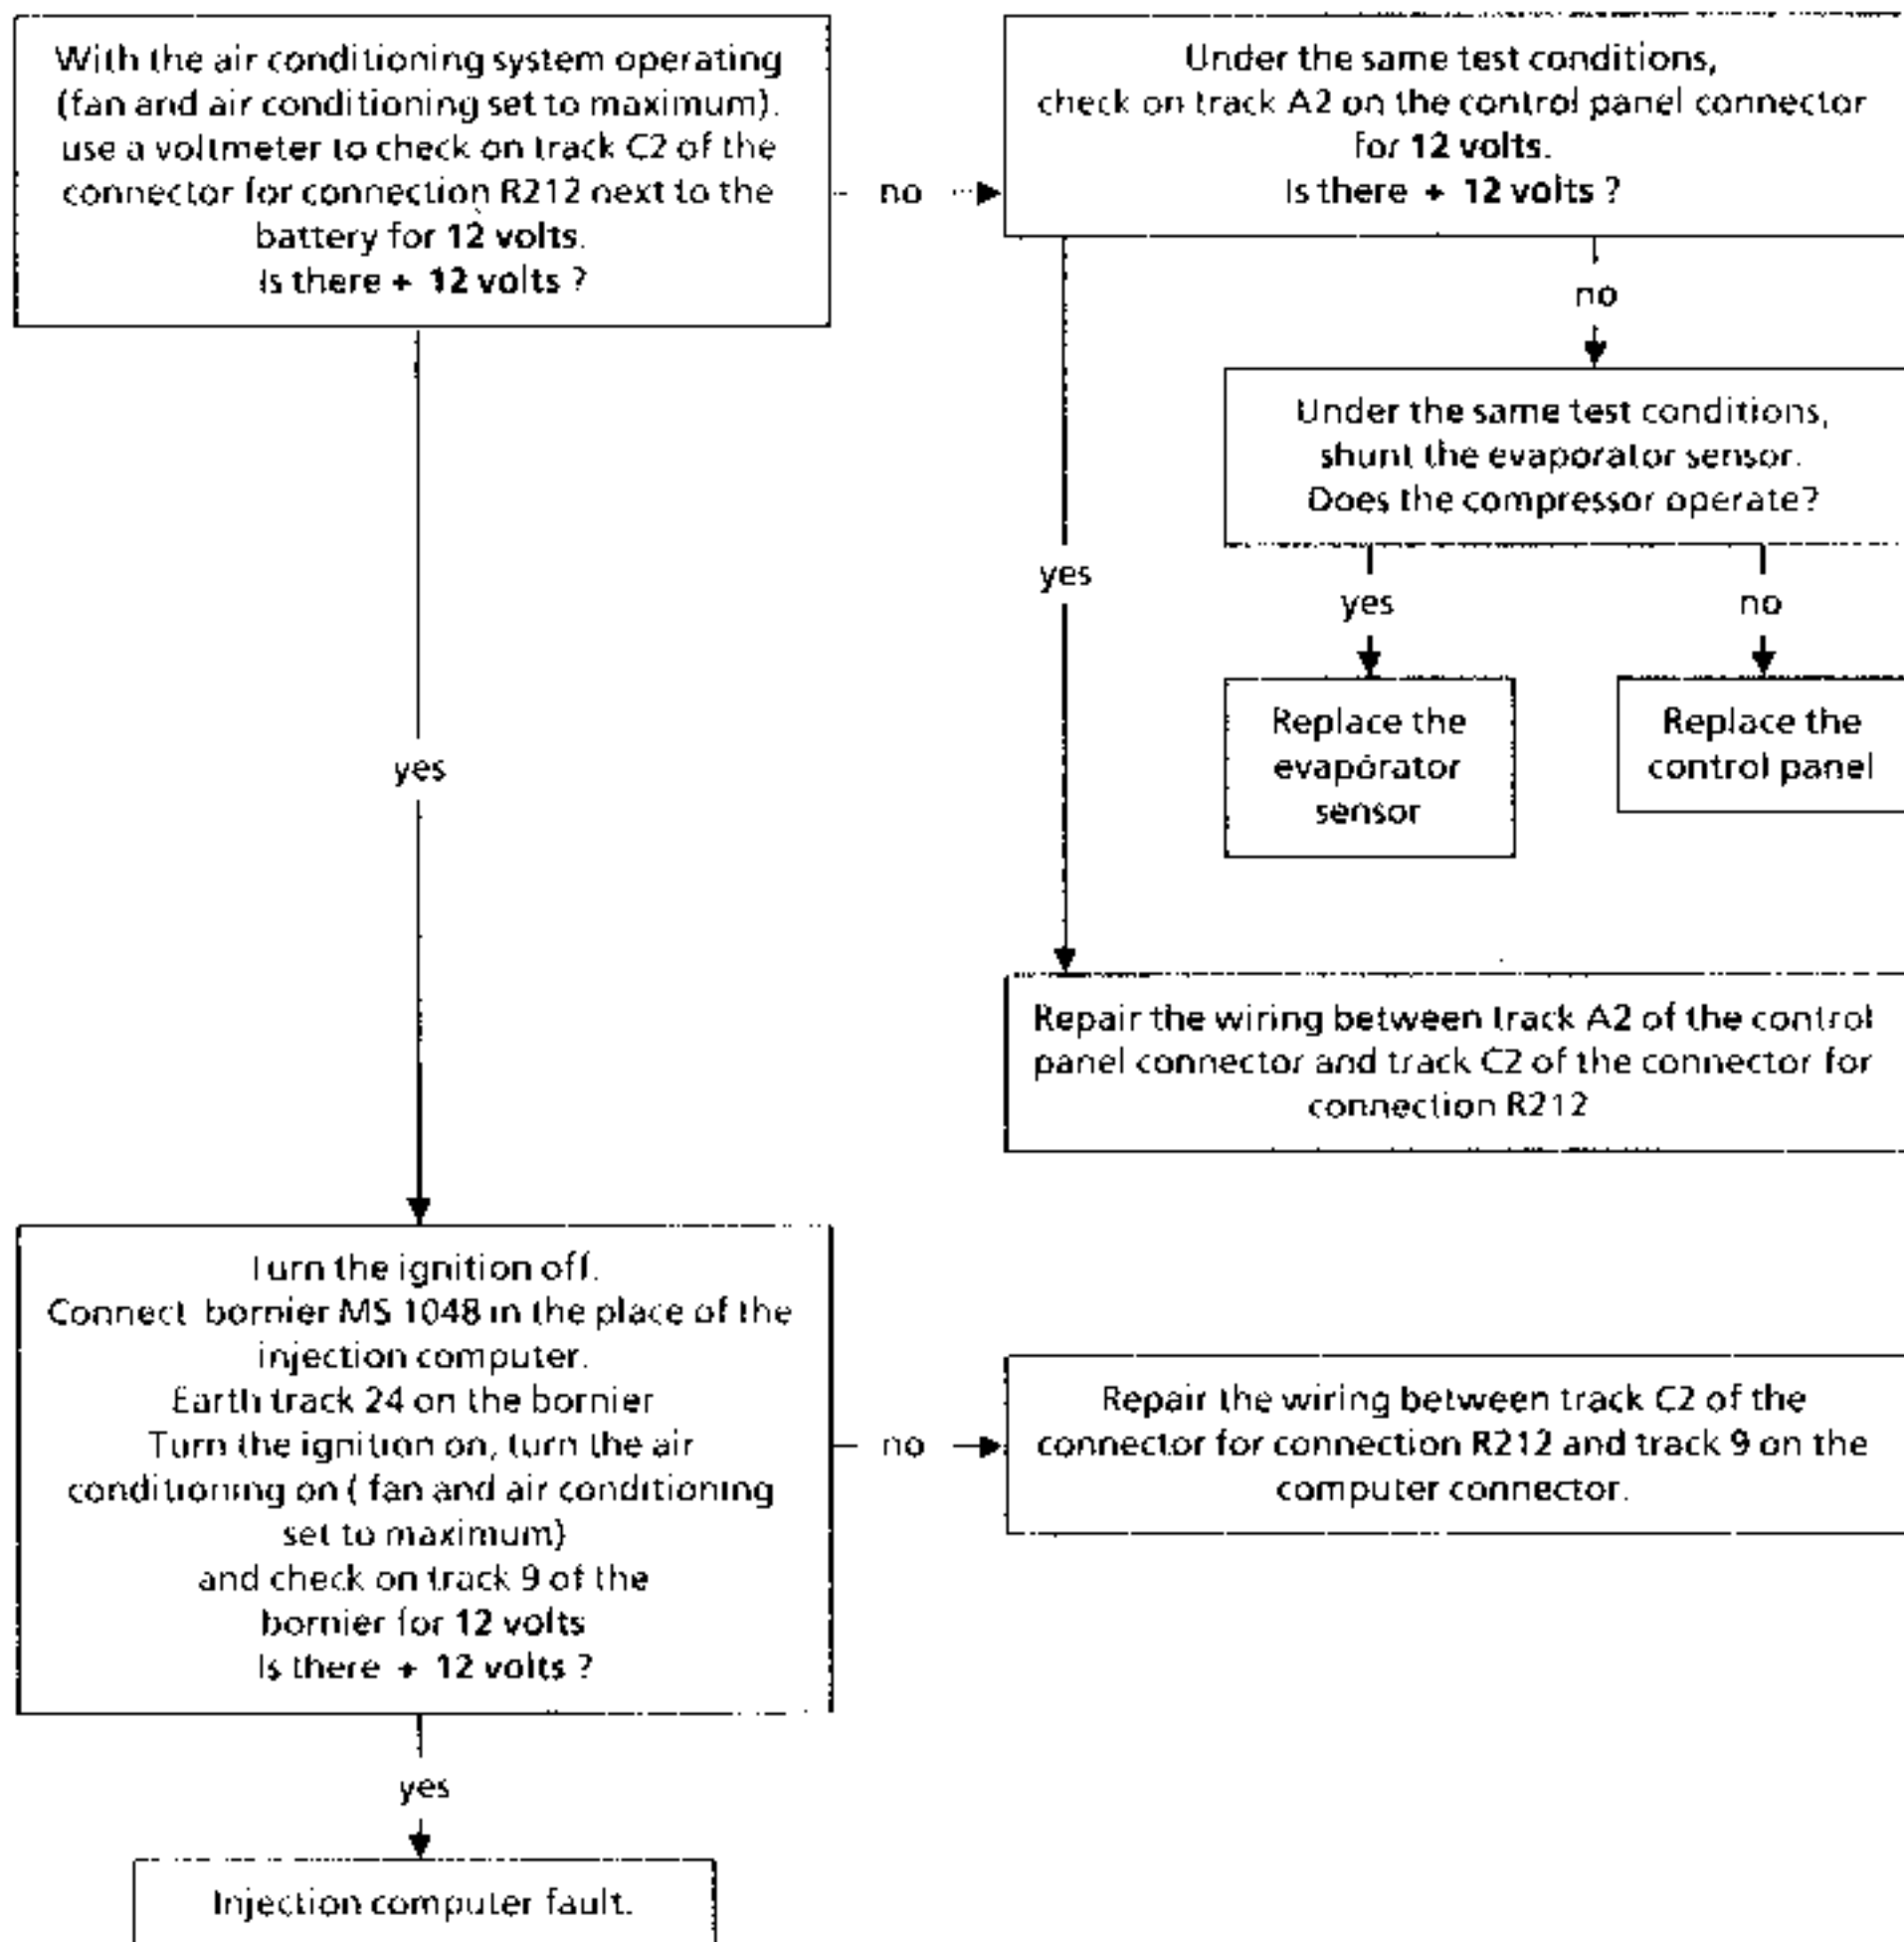 With the air conditioning system operating
(fan and air conditioning set to maximum).
use a voltmeter to check on track C2 of the
connector for connection R212 next to the
battery for 12 volts.
Is there + 12 volts ?
no
Under the same test conditions,
check on track A2 on the control panel connector
for 12 volts.
Is there + 12 volts ?
no
Under the same test conditions,
shunt the evaporator sensor.
Does the compressor operate?
yes
yes
no
Replace the
evaporator
sensor
Replace the
control panel
yes
Repair the wiring between track A2 of the control
panel connector and track C2 of the connector for
connection R212
Turn the ignition off.
Connect bornier MS 1048 in the place of the
injection computer.
Earth track 24 on the bornier
Turn the ignition on, turn the air
conditioning on ( fan and air conditioning
set to maximum)
and check on track 9 of the
bornier for 12 volts
Is there + 12 volts ?
no
Repair the wiring between track C2 of the
connector for connection R212 and track 9 on the
computer connector.
yes
Injection computer fault.